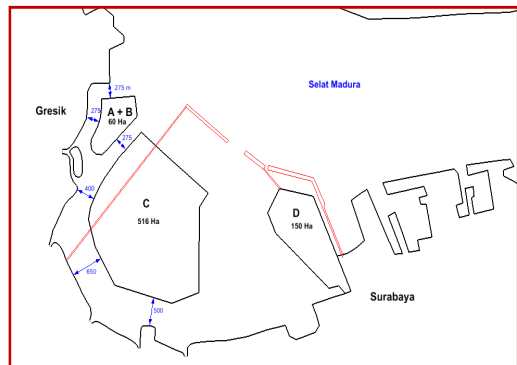 275 m
Selat Madura
Gresik
275
A + B
60 Ha
275
400
C
516 Ha
D
150 Ha
650
500
Surabaya